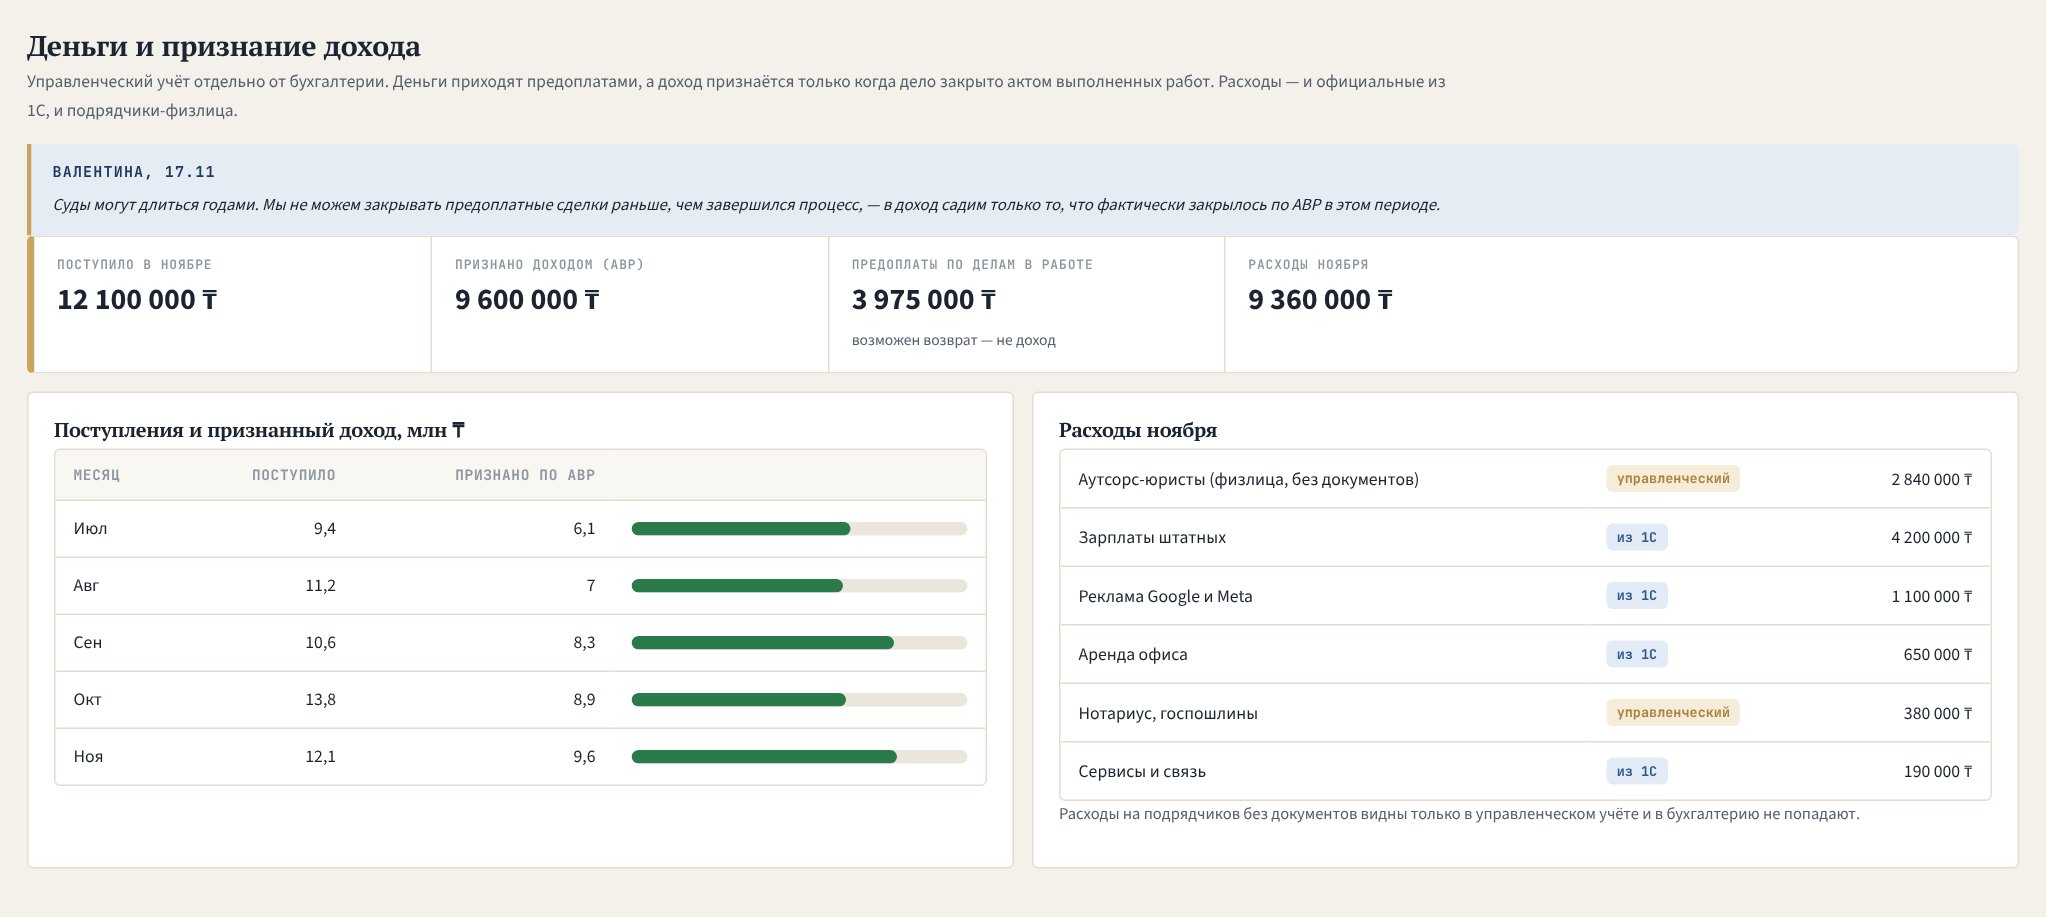 Деньги и признание дохода
Управленческий учёт отдельно от бухгалтерии. Деньги приходят предоплатами, а доход признаётся только когда дело закрыто актом выполненных работ. Расходы — и официальные из
1С, и подрядчики-физлица.
ВАЛЕНТИНА, 17.11
Суды могут длиться годами. Мы не можем закрывать предоплатные сделки раньше, чем завершился процесс, — в доход садим только то, что фактически закрылось по АВР в этом периоде.
ПОСТУПИЛО В НОЯБРЕ
12 100 000 ₸
ПРИЗНАНО ДОХОДОМ (АВР)
9 600 000 ₸
ПРЕДОПЛАТЫ ПО ДЕЛАМ В РАБОТЕ
3 975 000 ₸
возможен возврат — не доход
РАСХОДЫ НОЯБРЯ
9 360 000 ₸
Поступления и признанный доход, млн ₸
МЕСЯЦ ПОСТУПИЛО ПРИЗНАНО ПО АВР
Июл 9,4 6,1
Авг 11,2 7
Сен 10,6 8,3
Окт 13,8 8,9
Ноя 12,1 9,6
Расходы ноября
Аутсорс-юристы (физлица, без документов) управленческий 2 840 000 ₸
Зарплаты штатных из 1С 4 200 000 ₸
Реклама Google и Meta из 1С 1 100 000 ₸
Аренда офиса из 1С 650 000 ₸
Нотариус, госпошлины управленческий 380 000 ₸
Сервисы и связь из 1С 190 000 ₸
Расходы на подрядчиков без документов видны только в управленческом учёте и в бухгалтерию не попадают.